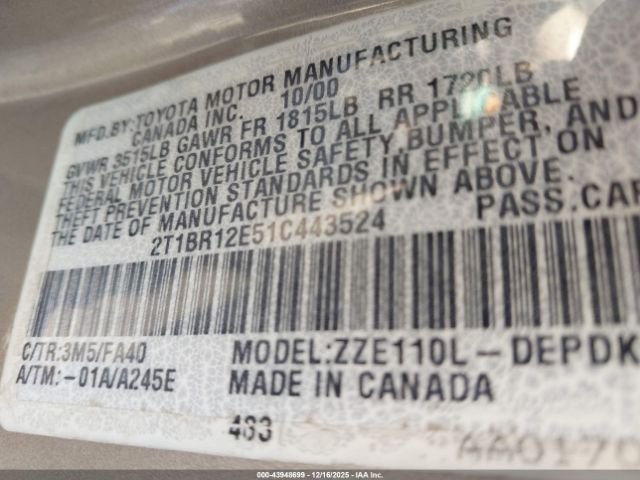 MFD.BY:TOYOTA MOTOR MANUFACTURING
CANADA INC. 10/00
GVWR 3515LB GAWR FR 1815LB RR 1720LB
THIS VEHICLE CONFORMS TO ALL APPLICABLE
FEDERAL MOTOR VEHICLE SAFETY, BUMPER, AND
THEFT PREVENTION STANDARDS IN EFFECT ON
THE DATE OF MANUFACTURE SHOWN ABOVE.
2T1BR12E51C443524 PASS.CAR
C/TR:3M5/FA40 MODEL:ZZE110L-DEPDK
A/TM:-01A/A245E MADE IN CANADA
483
AA0170
000-43948699 - 12/16/2025 - IAA Inc.